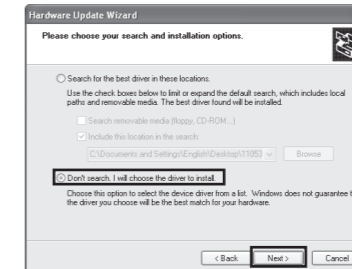 Hardware Update Wizard
Please choose your search and installation options.
Search for the best driver in these locations.
Use the check boxes below to limit or expand the default search, which includes local
paths and removable media. The best driver found will be installed.
Search removable media (floppy, CD-ROM...)
Include this location in the search:
C:\Documents and Settings\English\Desktop\11053
Browse
Don't search. I will choose the driver to install.
Choose this option to select the device driver from a list. Windows does not guarantee t
the driver you choose will be the best match for your hardware.
< Back
Next >
Cancel